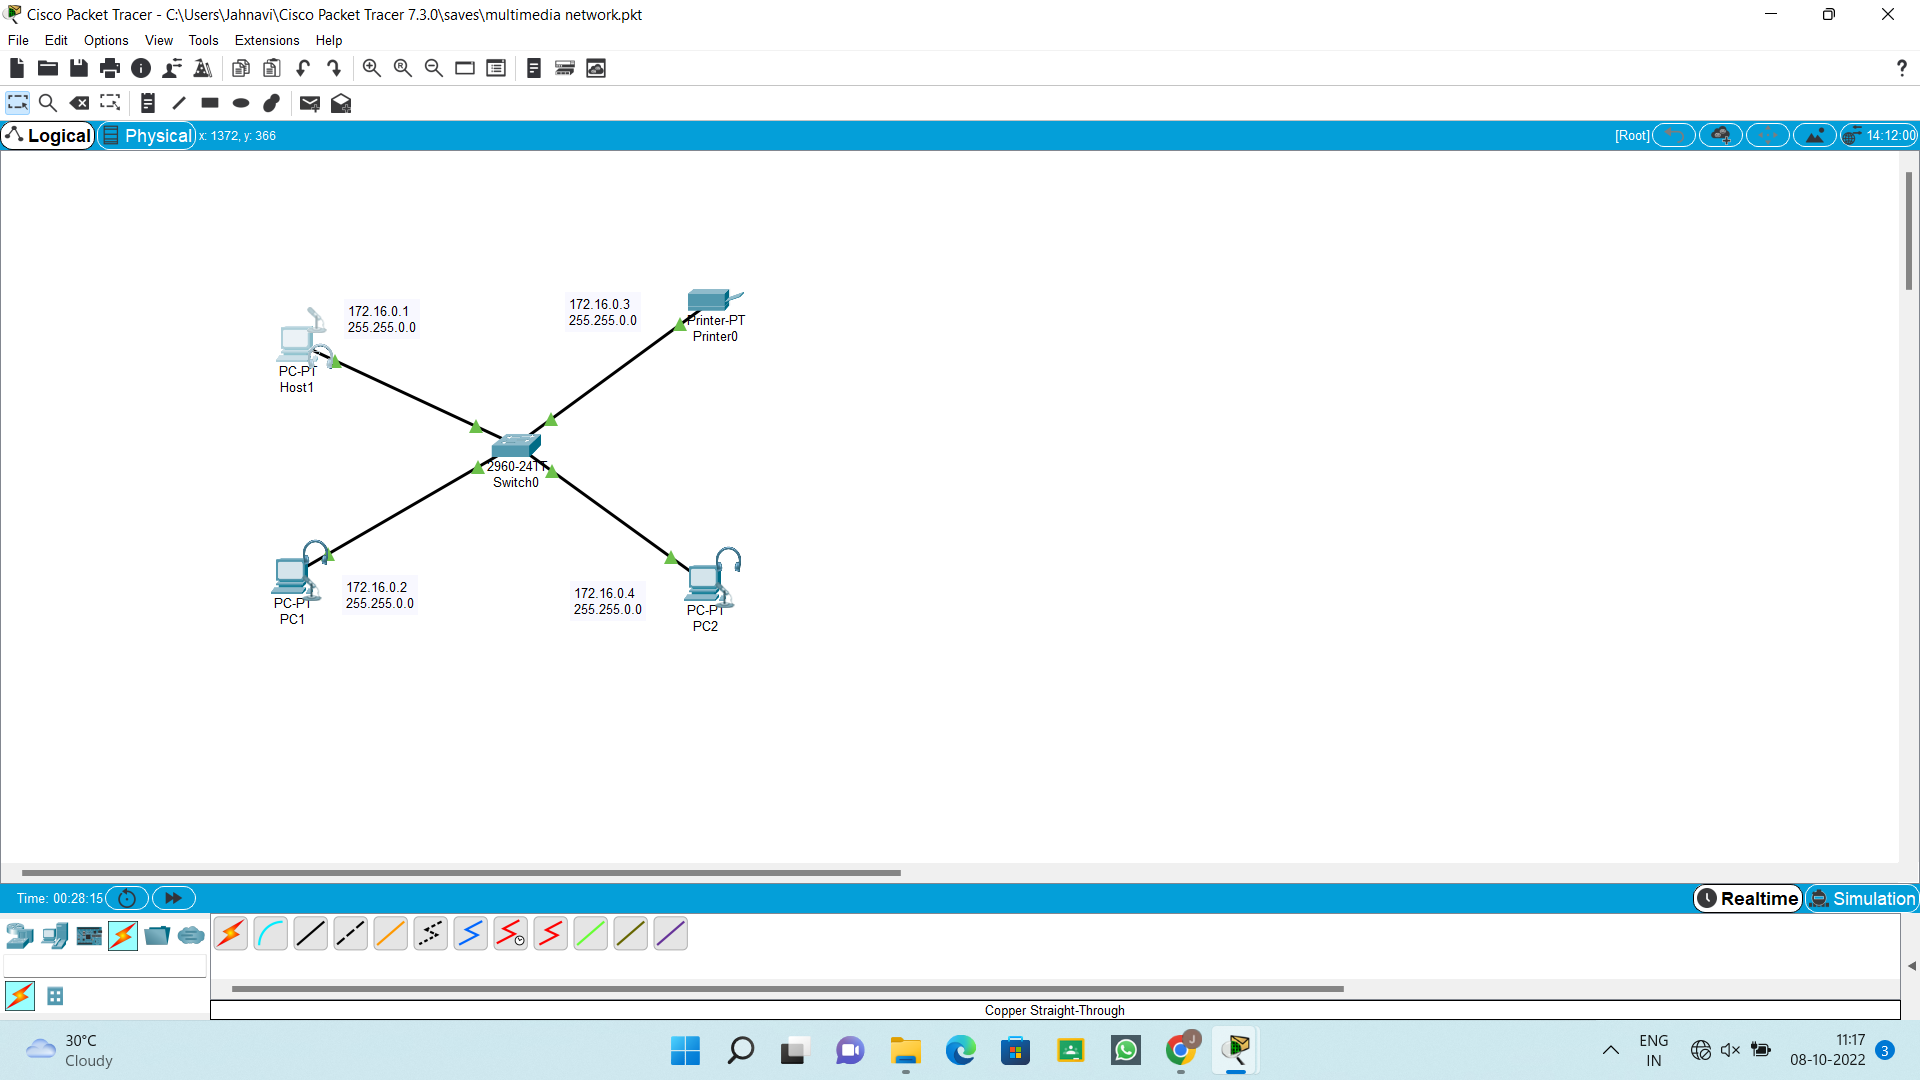 Cisco Packet Tracer - C:\Users\Jahnavi\Cisco Packet Tracer 7.3.0\saves\multimedia network.pkt
File Edit Options View Tools Extensions Help
?
Logical Physical x: 1372, y: 366 [Root] 14:12:00
172.16.0.1
255.255.0.0
PC-PT
Host1
172.16.0.3
255.255.0.0
Printer-PT
Printer0
2960-24TT
Switch0
PC-PT
PC1
172.16.0.2
255.255.0.0
172.16.0.4
255.255.0.0
PC-PT
PC2
Time: 00:28:15 Realtime Simulation
Copper Straight-Through
30°C
Cloudy
J
ENG
IN
11:17
08-10-2022
3